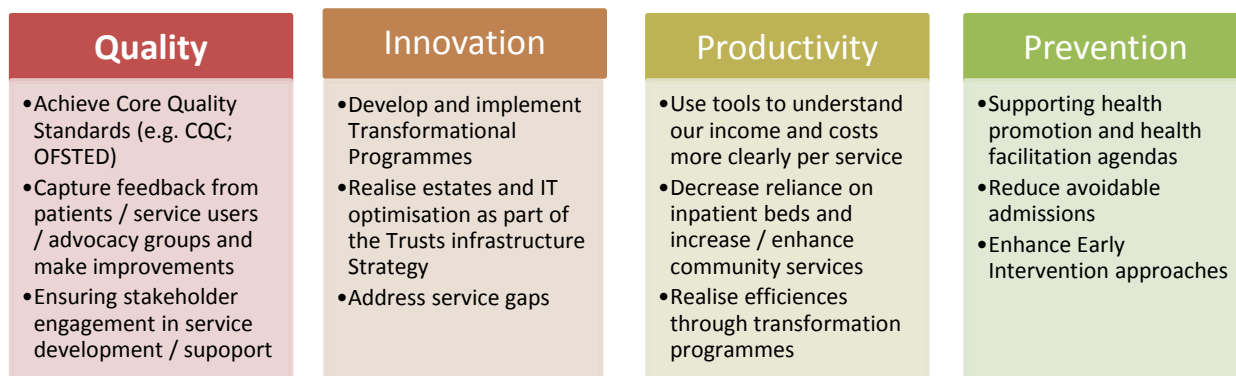 Quality
•Achieve Core Quality
Standards (e.g. CQC;
OFSTED)
•Capture feedback from
patients / service users
/ advocacy groups and
make improvements
•Ensuring stakeholder
engagement in service
development / supoport
Innovation
•Develop and implement
Transformational
Programmes
•Realise estates and IT
optimisation as part of
the Trusts infrastructure
Strategy
•Address service gaps
Productivity
•Use tools to understand
our income and costs
more clearly per service
•Decrease reliance on
inpatient beds and
increase / enhance
community services
•Realise efficiences
through transformation
programmes
Prevention
•Supporting health
promotion and health
facilitation agendas
•Reduce avoidable
admissions
•Enhance Early
Intervention approaches